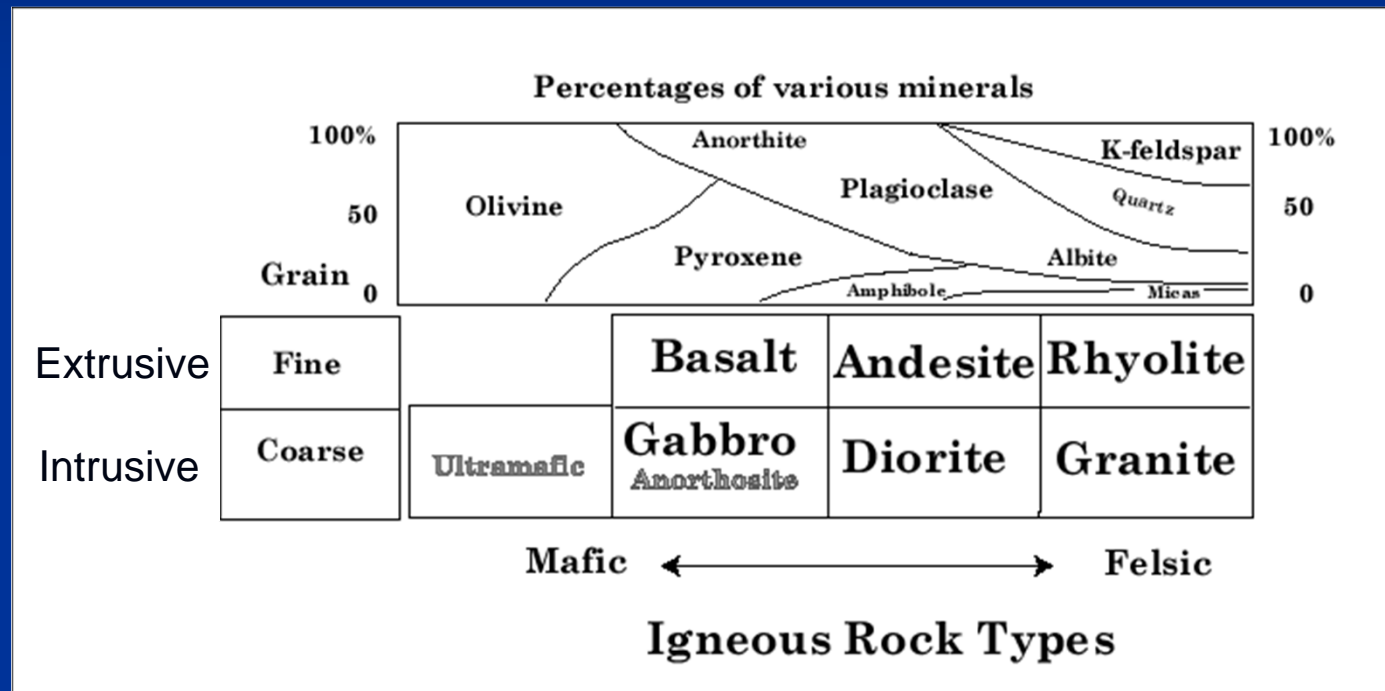 Percentages of various minerals
100% Anorthite K-feldspar 100%
Olivine Plagioclase Quartz
50 50
Pyroxene Albite
Grain
0 Amphibole Micas 0
Extrusive Fine Basalt Andesite Rhyolite
Intrusive Coarse Ultramafic Gabbro Diorite Granite
Anorthosite
Mafic Felsic
Igneous Rock Types